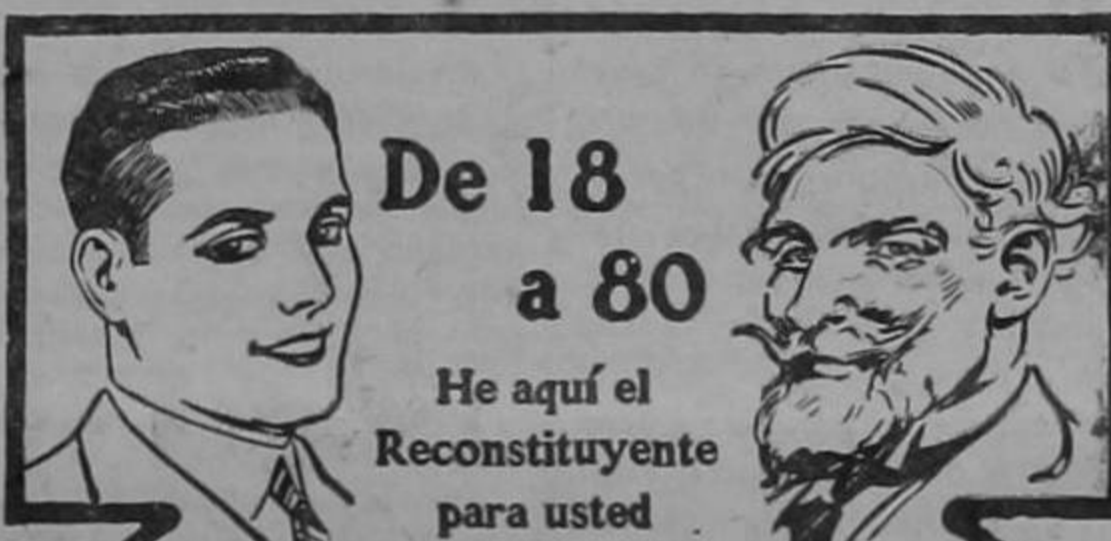 De 18
a 80
He aquí el
Reconstituyente
para usted